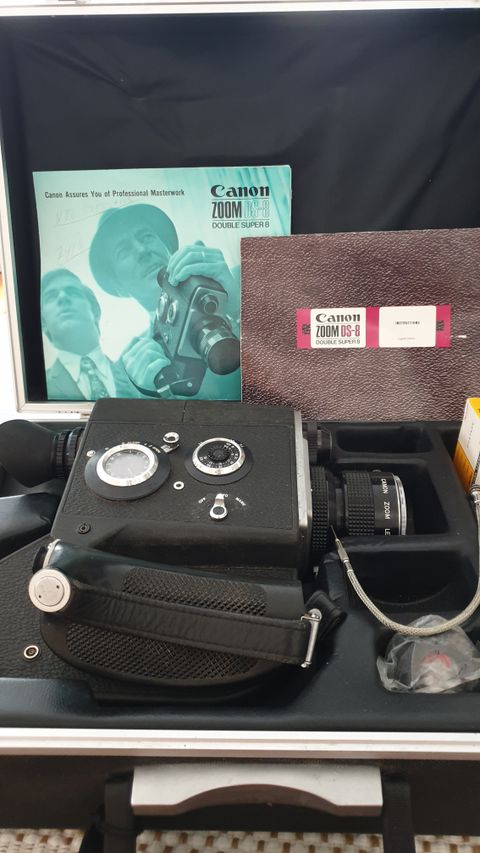 Canon Assures You of Professional Masterwork
Canon
ZOOM DS-8
DOUBLE SUPER 8
Canon
ZOOM DS-8
DOUBLE SUPER 8
INSTRUCTIONS
CANON ZOOM LE